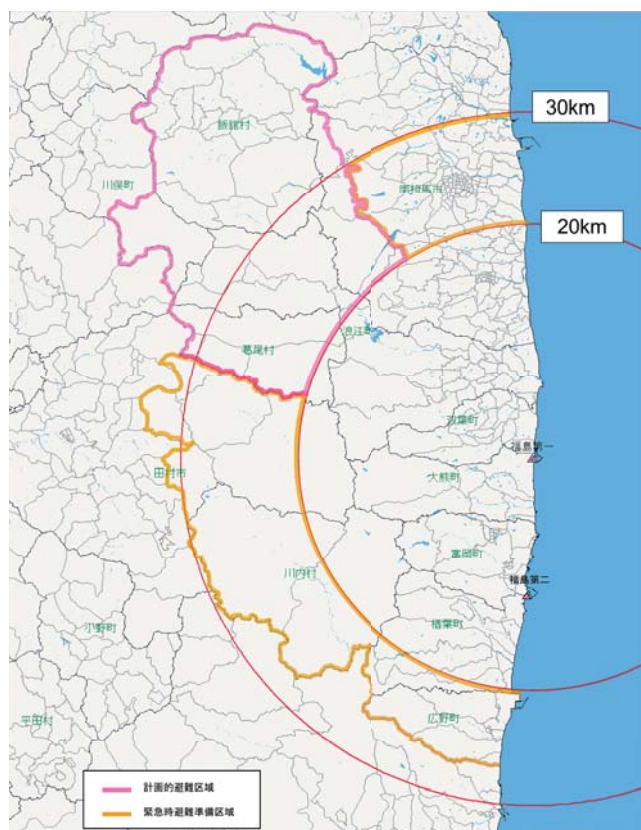 30km
飯舘村
川俣町
南相馬市
20km
浪江町
葛尾村
双葉町
福島第一
田村市
大熊町
富岡町
川内村
福島第二
楢葉町
小野町
広野町
平田村
計画的避難区域
緊急時避難準備区域